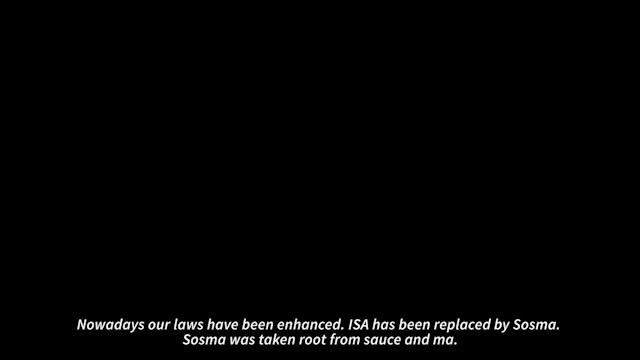 Nowadays our laws have been enhanced. ISA has been replaced by Sosma.
Sosma was taken root from sauce and ma.